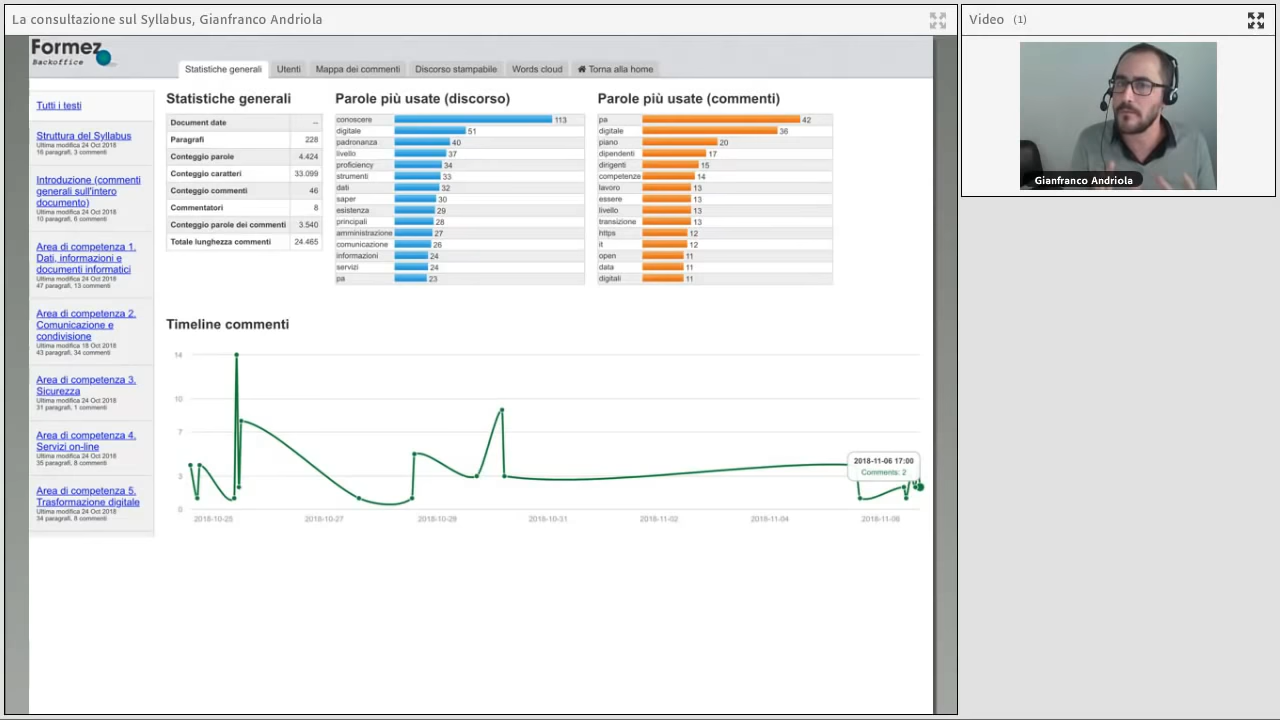 La consultazione sul Syllabus, Gianfranco Andriola
Video (1)
Formez
Backoffice
Statistiche generali
Utenti
Mappa dei commenti
Discorso stampabile
Words cloud
Torna alla home
Gianfranco Andriola
Tutti i testi
Struttura del Syllabus
Ultima modifica 24 Oct 2018
16 paragrafi, 3 commenti
Introduzione (commenti
generali sull'intero
documento)
Ultima modifica 24 Oct 2018
10 paragrafi, 6 commenti
Area di competenza 1.
Dati, informazioni e
documenti informatici
Ultima modifica 24 Oct 2018
47 paragrafi, 13 commenti
Area di competenza 2.
Comunicazione e
condivisione
Ultima modifica 18 Oct 2018
43 paragrafi, 34 commenti
Area di competenza 3.
Sicurezza
Ultima modifica 24 Oct 2018
31 paragrafi, 1 commenti
Area di competenza 4.
Servizi on-line
Ultima modifica 24 Oct 2018
35 paragrafi, 8 commenti
Area di competenza 5.
Trasformazione digitale
Ultima modifica 24 Oct 2018
34 paragrafi, 8 commenti
Statistiche generali
Document date --
Paragrafi 228
Conteggio parole 4.424
Conteggio caratteri 33.099
Conteggio commenti 46
Commentatori 8
Conteggio parole dei commenti 3.540
Totale lunghezza commenti 24.465
Parole più usate (discorso)
conoscere 113
digitale 51
padronanza 40
livello 37
proficiency 34
strumenti 33
dati 32
saper 30
esistenza 29
principali 28
amministrazione 27
comunicazione 26
informazioni 24
servizi 24
pa 23
Parole più usate (commenti)
pa 42
digitale 36
piano 20
dipendenti 17
dirigenti 15
competenze 14
lavoro 13
essere 13
livello 13
transizione 13
https 12
it 12
open 11
data 11
digitali 11
Timeline commenti
14
10
7
3
0
2018-11-06 17:00
Comments: 2
2018-10-25
2018-10-27
2018-10-29
2018-10-31
2018-11-02
2018-11-04
2018-11-06